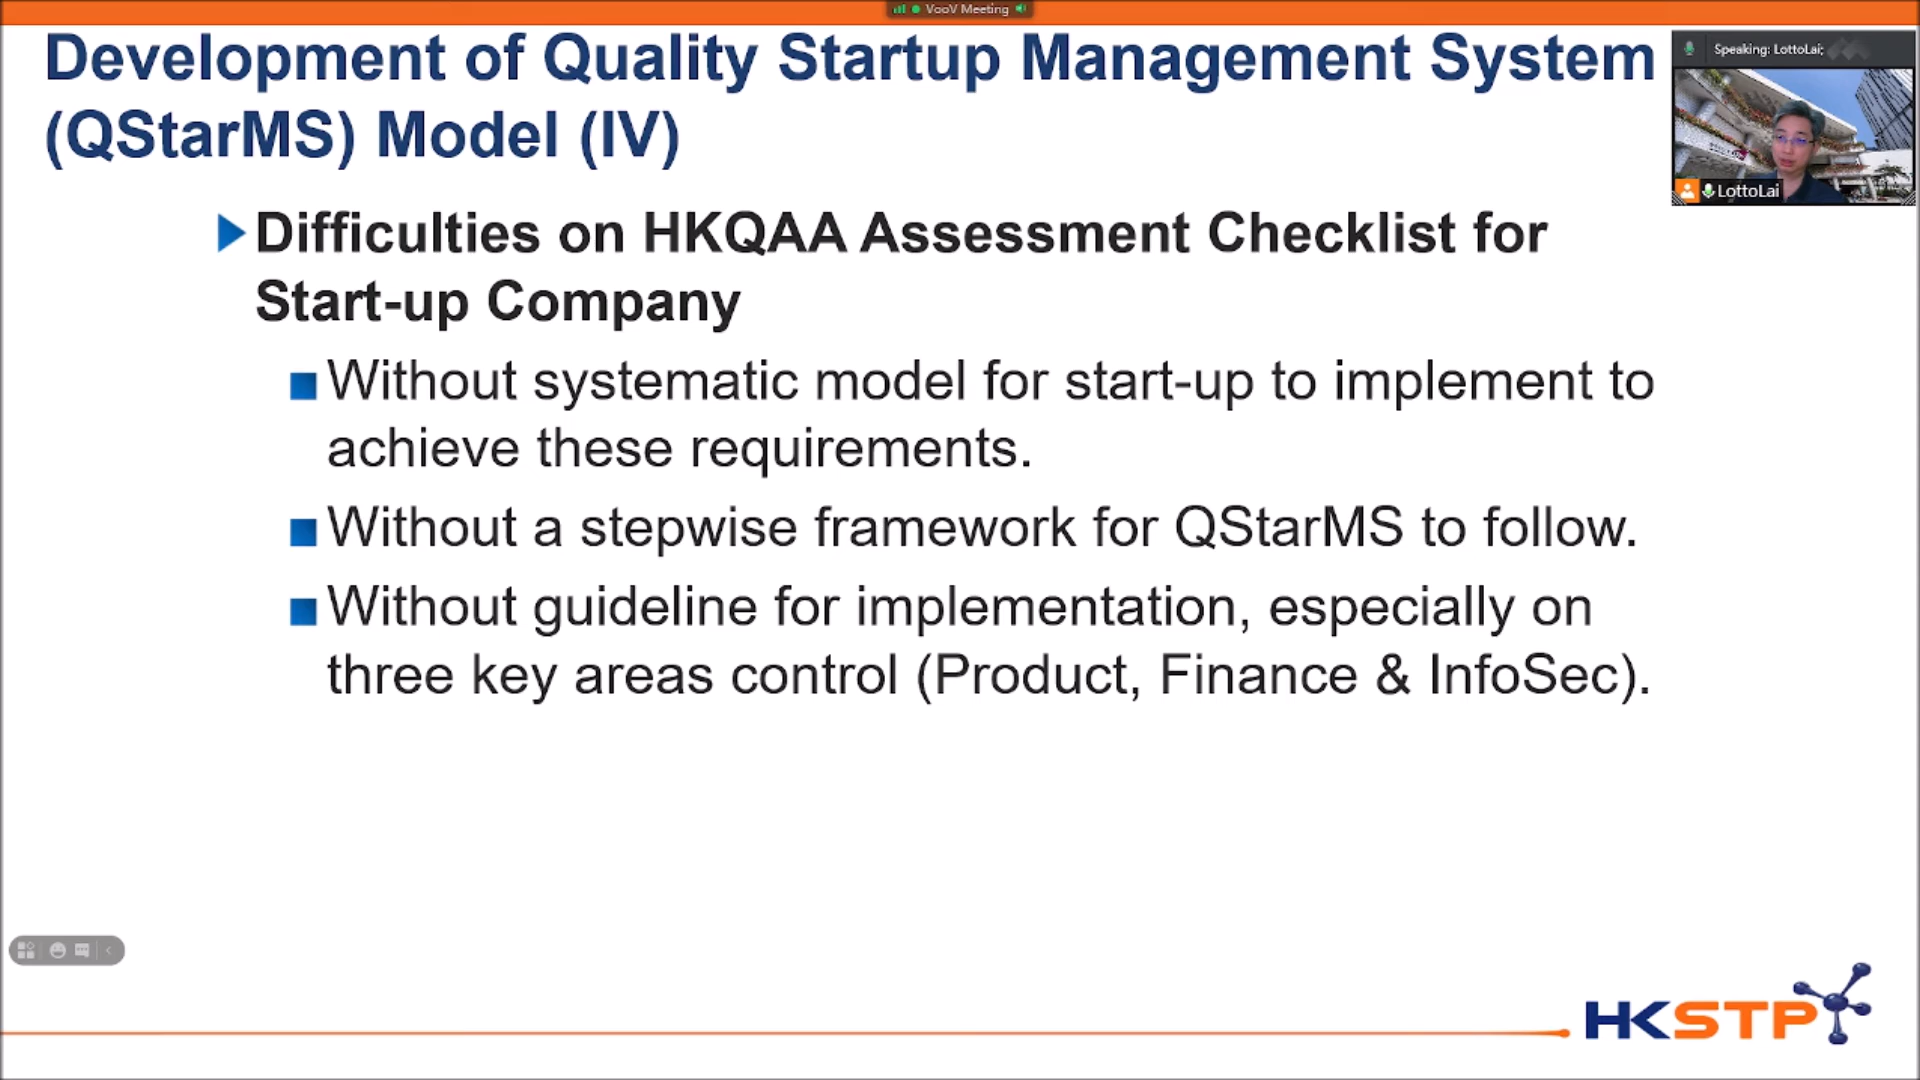 VooV Meeting
Development of Quality Startup Management System
(QStarMS) Model (IV)
Speaking: LottoLai;
LottoLai
Difficulties on HKQAA Assessment Checklist for
Start-up Company
Without systematic model for start-up to implement to
achieve these requirements.
Without a stepwise framework for QStarMS to follow.
Without guideline for implementation, especially on
three key areas control (Product, Finance & InfoSec).
HKSTP